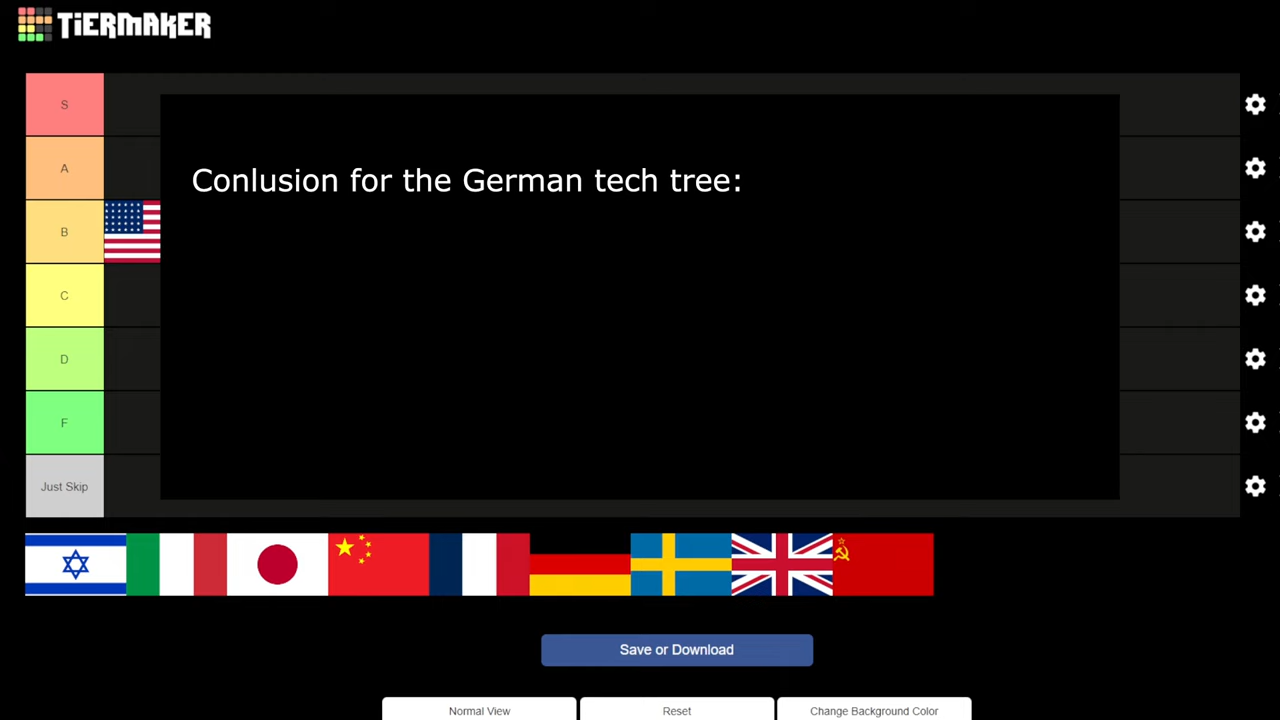 TiERMAKER
S
A
Conlusion for the German tech tree:
B
C
D
F
Just Skip
Save or Download
Normal View
Reset
Change Background Color